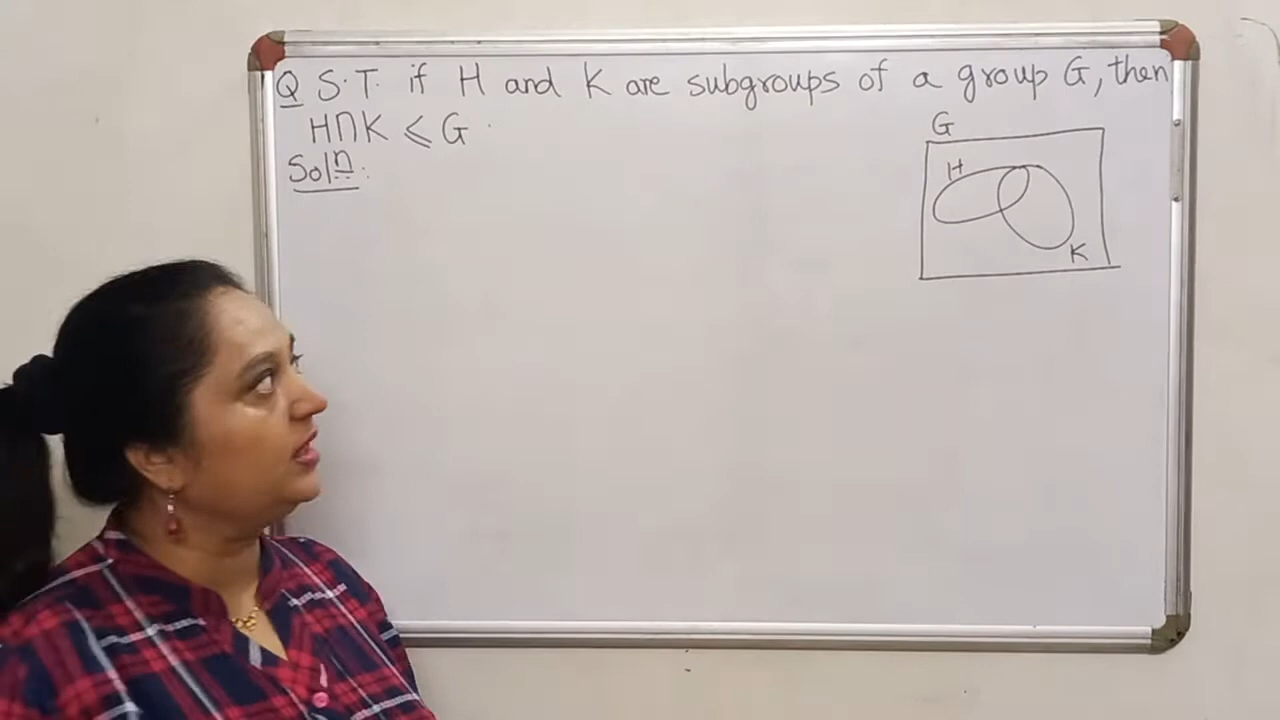 Q S.T. if H and K are subgroups of a group G, then
H∩K ⩽ G.
Solⁿ:
G
H
K